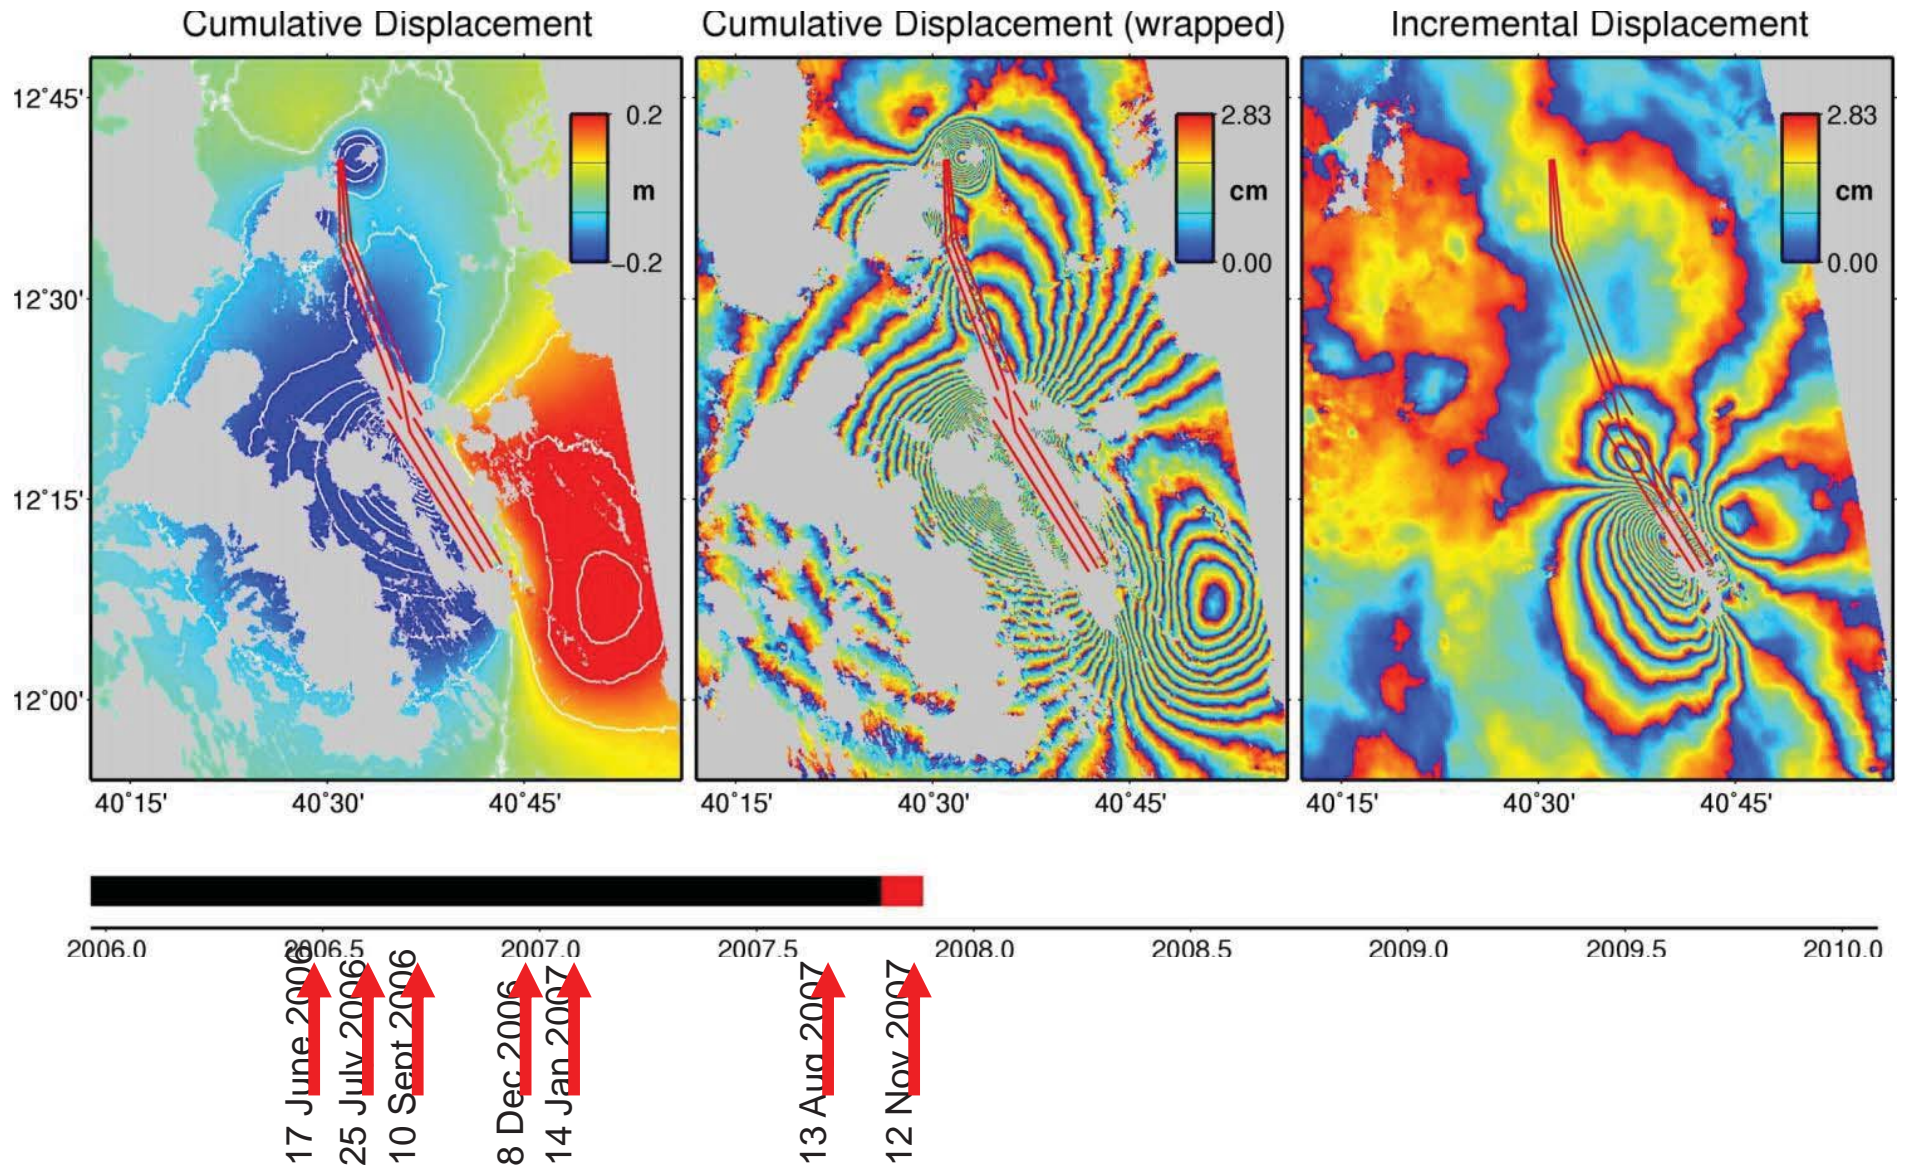 Cumulative Displacement
Cumulative Displacement (wrapped)
Incremental Displacement
12°45'
12°30'
12°15'
12°00'
0.2
m
−0.2
2.83
cm
0.00
2.83
cm
0.00
40°15'
40°30'
40°45'
40°15'
40°30'
40°45'
40°15'
40°30'
40°45'
2006.0
2006.5
2007.0
2007.5
2008.0
2008.5
2009.0
2009.5
2010.0
17 June 2006
25 July 2006
10 Sept 2006
8 Dec 2006
14 Jan 2007
13 Aug 2007
12 Nov 2007